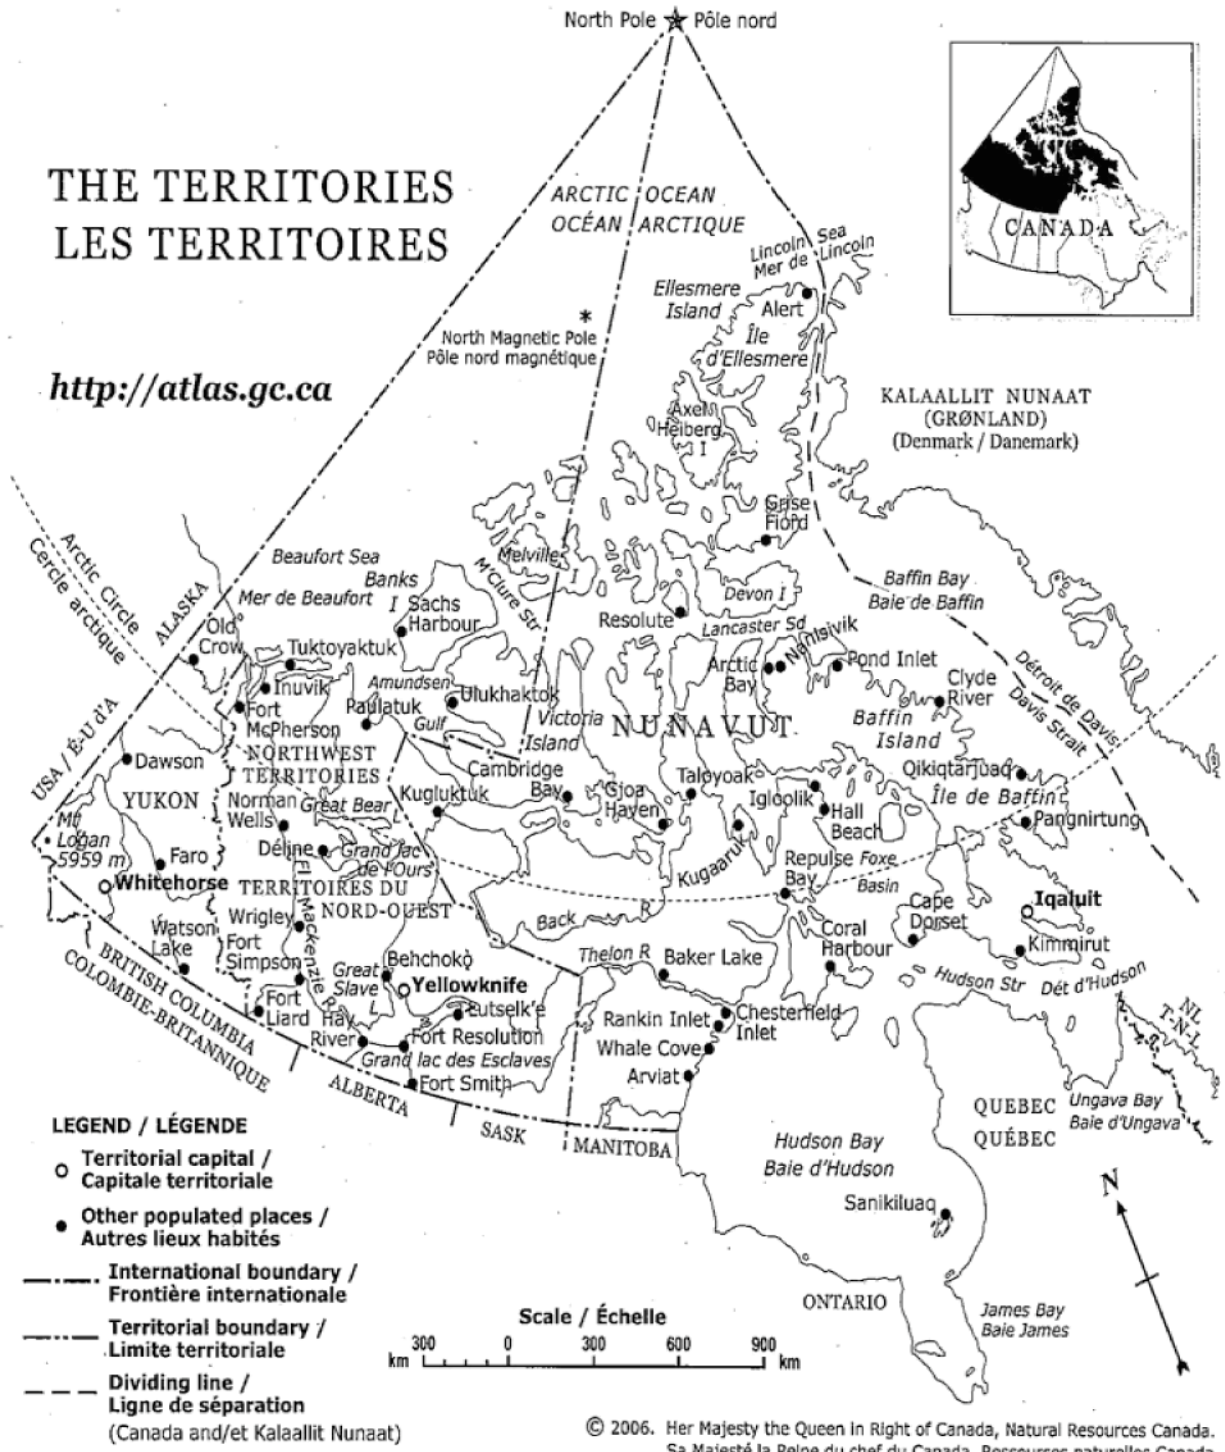 North Pole Pôle nord
THE TERRITORIES
LES TERRITOIRES
http://atlas.gc.ca
CANADA
ARCTIC OCEAN
OCÉAN ARCTIQUE
Lincoln Sea
Mer de Lincoln
Ellesmere
Island
Alert
Île
d'Ellesmere
North Magnetic Pole
Pôle nord magnétique
Axel
Heiberg
I
KALAALLIT NUNAAT
(GRØNLAND)
(Denmark / Danemark)
Grise
Fiord
Arctic Circle
Cercle arctique
Beaufort Sea
Mer de Beaufort
Banks
I
Sachs
Harbour
Melville
I
M'Clure Str
Devon I
Resolute
Lancaster Sd
Baffin Bay
Baie de Baffin
ALASKA
USA / É-U d'A
Old
Crow
Tuktoyaktuk
Inuvik
Fort
McPherson
Amundsen
Gulf
Paulatuk
Ulukhaktok
Victoria
Island
NUNAVUT
Arctic
Bay
Nanisivik
Pond Inlet
Clyde
River
Baffin
Island
Détroit de Davis
Davis Strait
Dawson
YUKON
NORTHWEST
TERRITORIES
Norman
Wells
Great Bear
L
Kugluktuk
Cambridge
Bay
Gjoa
Haven
Taloyoak
Igloolik
Hall
Beach
Qikiqtarjuaq
Île de Baffin
Pangnirtung
Mt
Logan
5959 m
Faro
Whitehorse
Déline
Grand lac
de l'Ours
TERRITOIRES DU
NORD-OUEST
Kugaaruk
Repulse
Bay
Foxe
Basin
Iqaluit
Cape
Dorset
Kimmirut
Watson
Lake
Wrigley
Mackenzie R
Fort
Simpson
Back R
Coral
Harbour
Thelon R
Baker Lake
Behchokò
Great
Slave
L
Yellowknife
Hudson Str
Dét d'Hudson
BRITISH COLUMBIA
COLOMBIE-BRITANNIQUE
Fort
Liard
Hay
River
Lutselk'e
Fort Resolution
Grand lac des Esclaves
Fort Smith
Rankin Inlet
Chesterfield
Inlet
Whale Cove
Arviat
NL
T-N-L
ALBERTA
SASK
MANITOBA
QUEBEC
QUÉBEC
Ungava Bay
Baie d'Ungava
Hudson Bay
Baie d'Hudson
Sanikiluaq
ONTARIO
James Bay
Baie James
N
LEGEND / LÉGENDE
Territorial capital /
Capitale territoriale
Other populated places /
Autres lieux habités
International boundary /
Frontière internationale
Territorial boundary /
Limite territoriale
Dividing line /
Ligne de séparation
(Canada and/et Kalaallit Nunaat)
Scale / Échelle
300 0 300 600 900
km km
© 2006. Her Majesty the Queen in Right of Canada, Natural Resources Canada.
Sa Majesté la Reine du chef du Canada, Ressources naturelles Canada